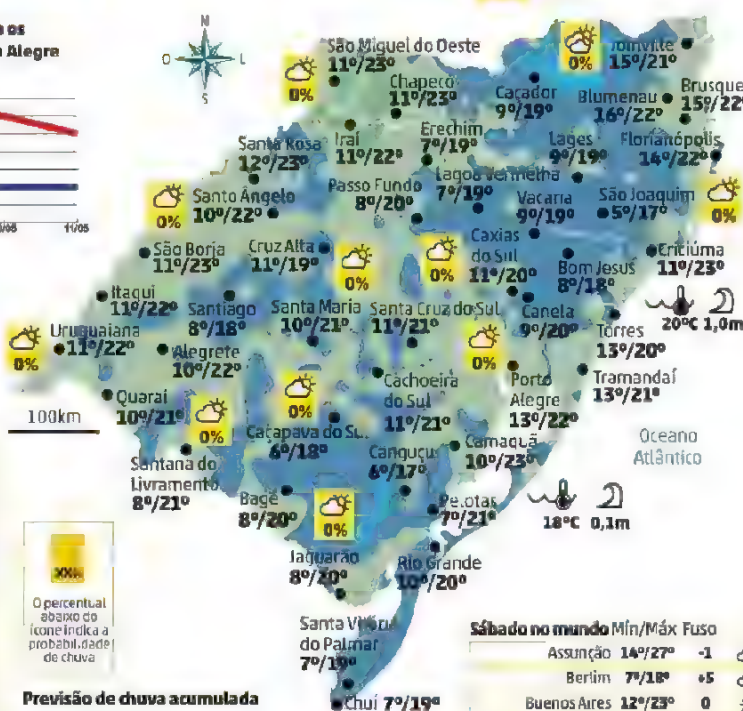 os
Alegre
11/05
N
O
L
S
São Miguel do Oeste
11º/23º
0%
Chapecó
11º/23º
Caçador
9º/19º
0%
Joinville
15º/21º
Blumenau
16º/22º
Brusque
15º/22º
Santa Rosa
12º/23º
Iraí
11º/22º
Erechim
7º/19º
Lages
9º/19º
Florianópolis
14º/22º
0%
Santo Ângelo
10º/22º
Passo Fundo
8º/20º
Lagoa Vermelha
7º/19º
Vacaria
9º/19º
São Joaquim
5º/17º
0%
São Borja
11º/23º
Cruz Alta
11º/19º
0%
0%
Caxias
do Sul
11º/20º
Bom Jesus
8º/18º
Criciúma
11º/23º
Itaqui
11º/22º
Santiago
8º/18º
Santa Maria
10º/21º
Santa Cruz do Sul
11º/21º
Canela
9º/20º
20ºC 1,0m
0%
Uruguaiana
11º/22º
Alegrete
10º/22º
0%
Torres
13º/20º
Quaraí
10º/21º
0%
0%
Cachoeira
do Sul
11º/21º
Porto
Alegre
13º/22º
Tramandaí
13º/21º
100km
Caçapava do Sul
6º/18º
Canguçu
6º/17º
Camaquã
10º/23º
Oceano
Atlântico
Santana do
Livramento
8º/21º
Bagé
8º/20º
0%
Pelotas
7º/21º
18ºC 0,1m
XX%
O percentual
abaixo do
ícone indica a
probabilidade
de chuva
Jaguarão
8º/20º
Rio Grande
10º/20º
Santa Vitória
do Palmar
7º/19º
Chuí 7º/19º
Sábado no mundo Mín/Máx Fuso
Assunção 14º/27º -1
Berlim 7º/18º +5
Buenos Aires 12º/23º 0
Previsão de chuva acumulada